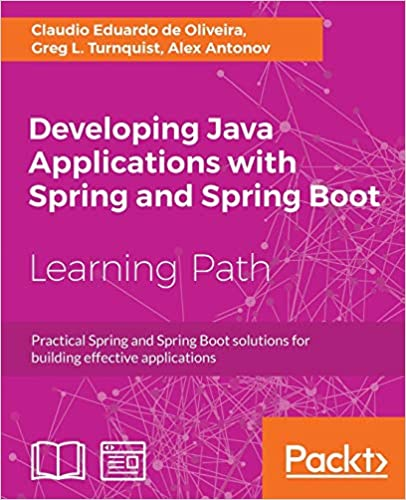 Claudio Eduardo de Oliveira,
Greg L. Turnquist, Alex Antonov
Developing Java
Applications with
Spring and Spring Boot
Learning Path
Practical Spring and Spring Boot solutions for
building effective applications
Packt>